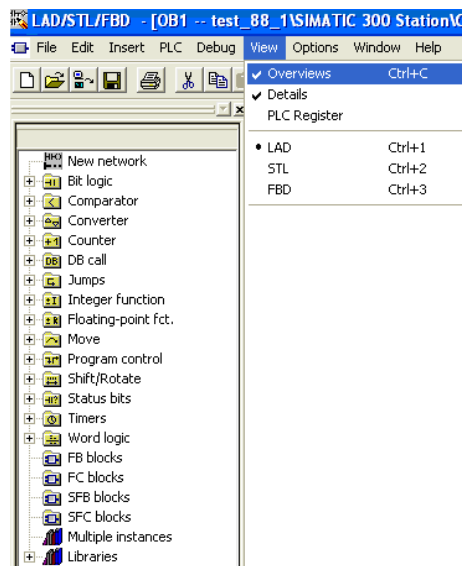 LAD/STL/FBD - [OB1 -- test_88_1\SIMATIC 300 Station\C
File Edit Insert PLC Debug View Options Window Help
Overviews Ctrl+C
Details
PLC Register
LAD Ctrl+1
STL Ctrl+2
FBD Ctrl+3
New network
Bit logic
Comparator
Converter
Counter
DB call
Jumps
Integer function
Floating-point fct.
Move
Program control
Shift/Rotate
Status bits
Timers
Word logic
FB blocks
FC blocks
SFB blocks
SFC blocks
Multiple instances
Libraries